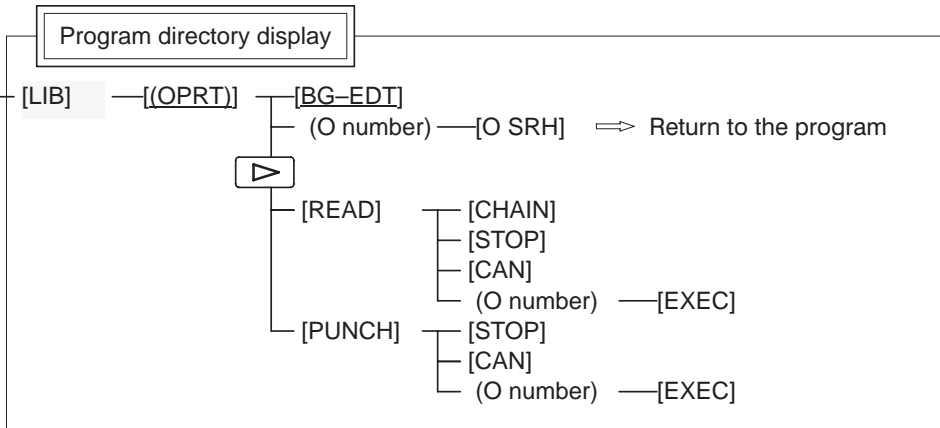 Program directory display
[LIB] [(OPRT)] [BG–EDT]
(O number) [O SRH] Return to the program
[READ] [CHAIN]
[STOP]
[CAN]
(O number) [EXEC]
[PUNCH] [STOP]
[CAN]
(O number) [EXEC]